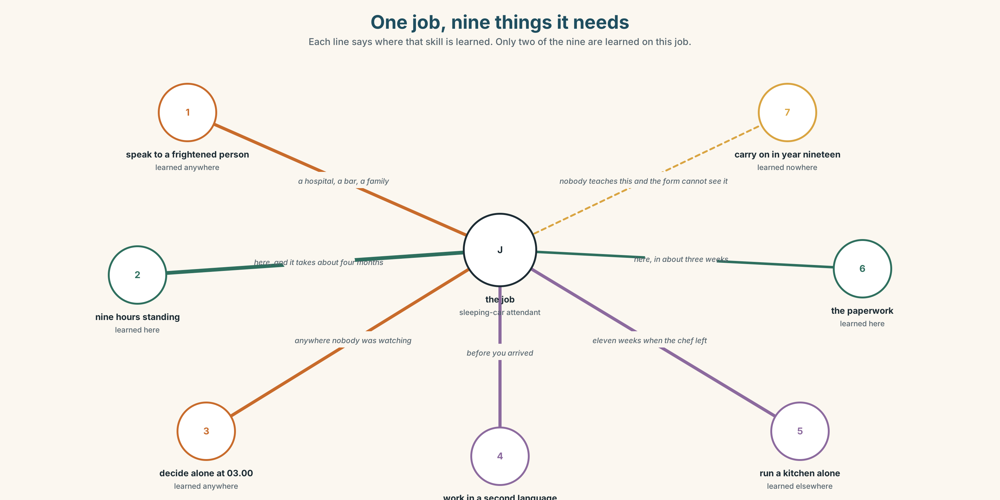 One job, nine things it needs
Each line says where that skill is learned. Only two of the nine are learned on this job.
1
speak to a frightened person
learned anywhere
7
carry on in year nineteen
learned nowhere
a hospital, a bar, a family
nobody teaches this and the form cannot see it
J
the job
sleeping-car attendant
here, and it takes about four months
here, in about three weeks
2
nine hours standing
learned here
6
the paperwork
learned here
anywhere nobody was watching
before you arrived
eleven weeks when the chef left
3
decide alone at 03.00
learned anywhere
4
work in a second language
5
run a kitchen alone
learned elsewhere